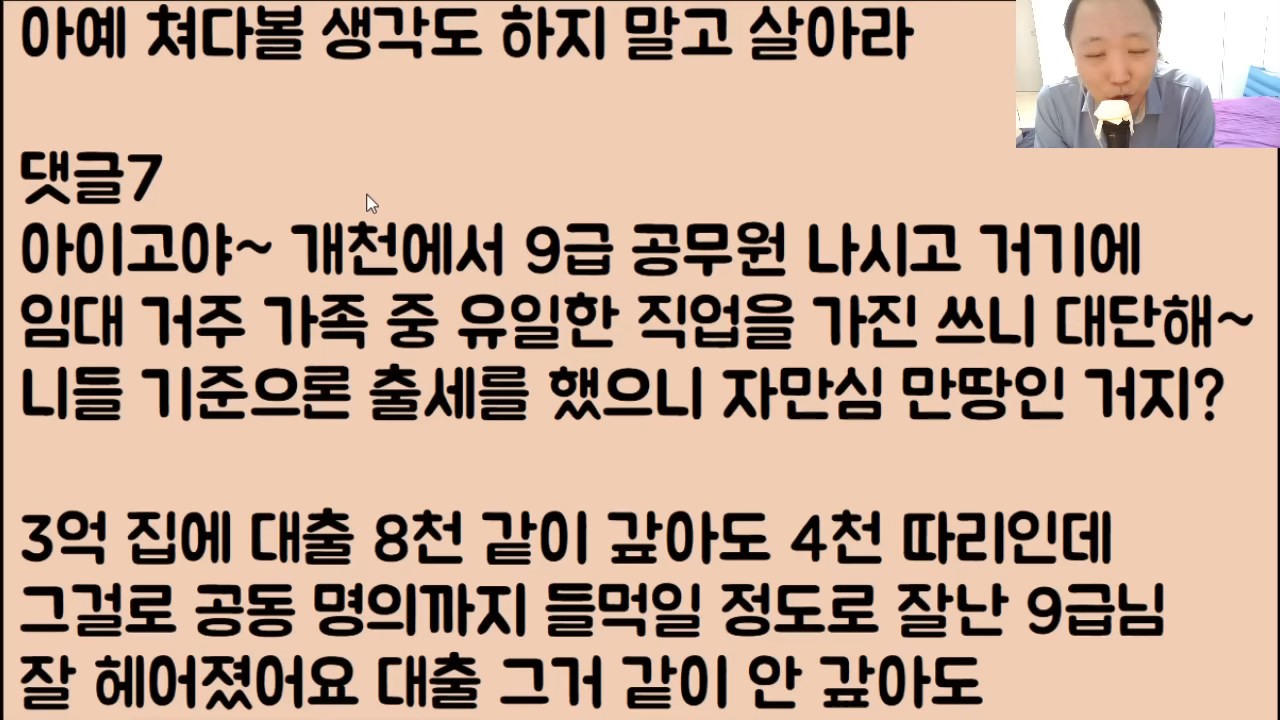 아예 쳐다볼 생각도 하지 말고 살아라
댓글7
아이고야~ 개천에서 9급 공무원 나시고 거기에
임대 거주 가족 중 유일한 직업을 가진 쓰니 대단해~
니들 기준으론 출세를 했으니 자만심 만땅인 거지?
3억 집에 대출 8천 같이 갚아도 4천 따리인데
그걸로 공동 명의까지 들먹일 정도로 잘난 9급님
잘 헤어졌어요 대출 그거 같이 안 갚아도